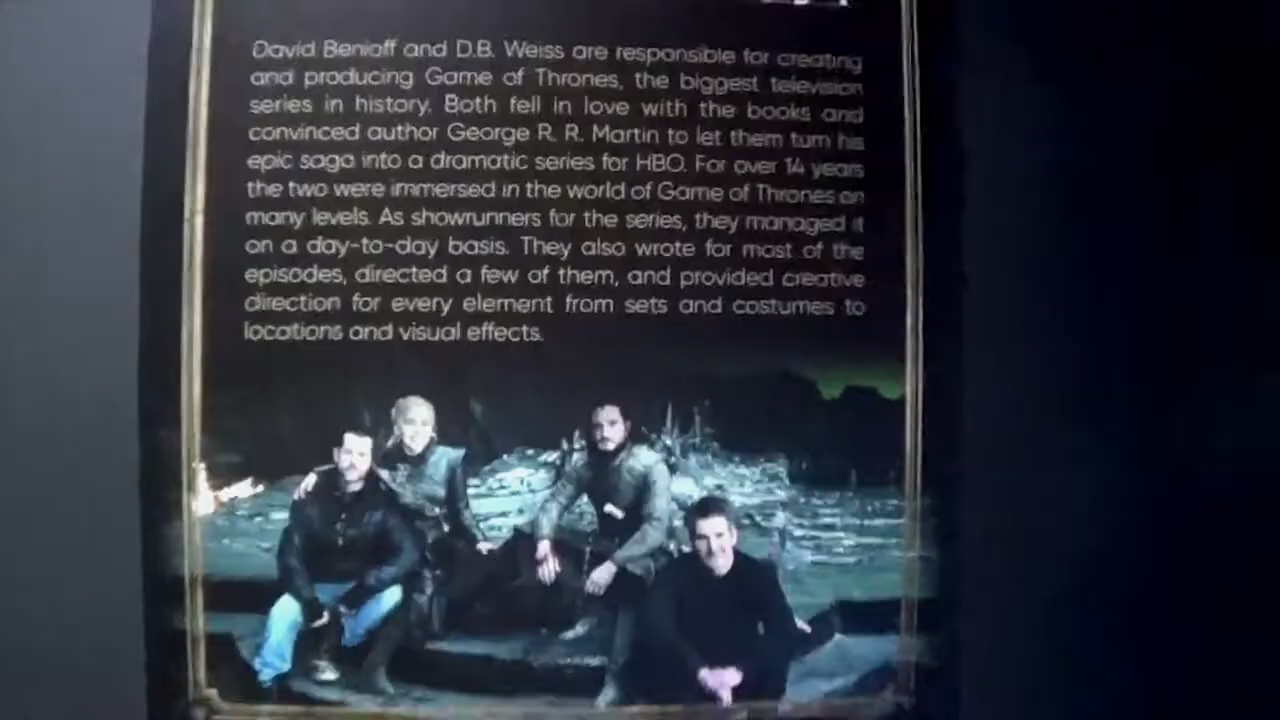 David Benioff and D.B. Weiss are responsible for creating
and producing Game of Thrones, the biggest television
series in history. Both fell in love with the books and
convinced author George R. R. Martin to let them turn his
epic saga into a dramatic series for HBO. For over 14 years
the two were immersed in the world of Game of Thrones on
many levels. As showrunners for the series, they managed it
on a day-to-day basis. They also wrote for most of the
episodes, directed a few of them, and provided creative
direction for every element from sets and costumes to
locations and visual effects.